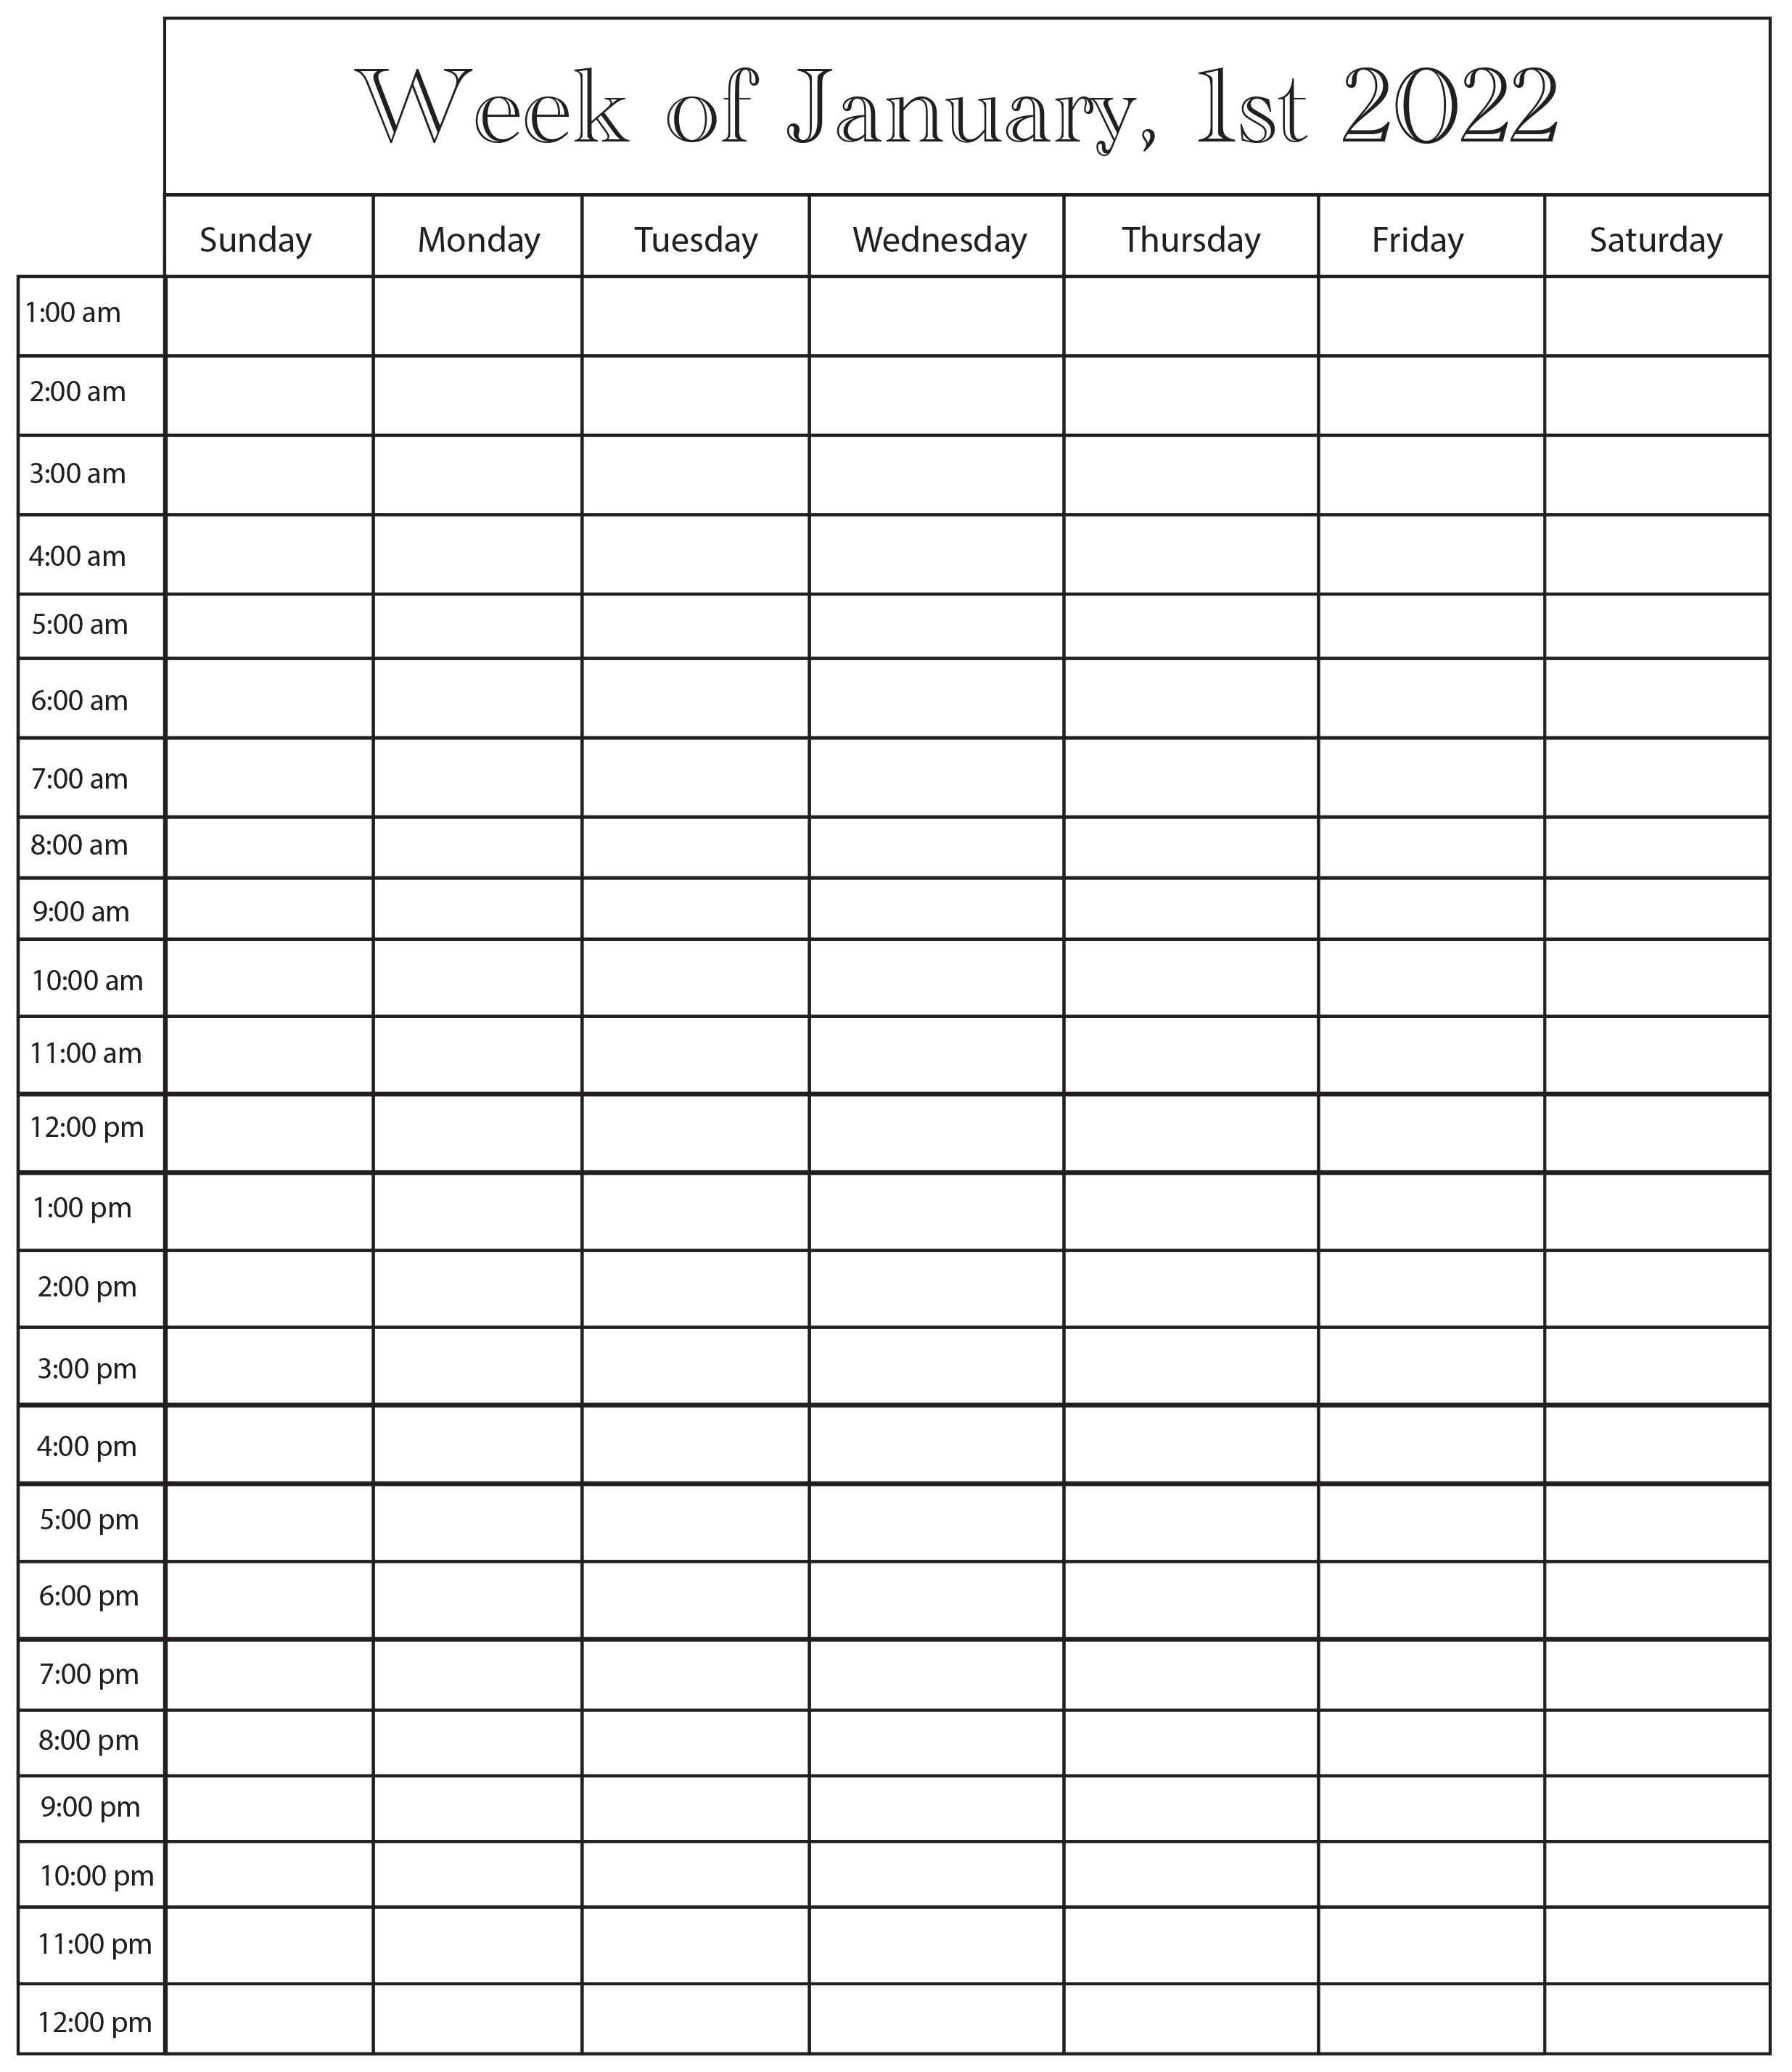 Week of January, 1st 2022
Sunday Monday Tuesday Wednesday Thursday Friday Saturday
1:00 am
2:00 am
3:00 am
4:00 am
5:00 am
6:00 am
7:00 am
8:00 am
9:00 am
10:00 am
11:00 am
12:00 pm
1:00 pm
2:00 pm
3:00 pm
4:00 pm
5:00 pm
6:00 pm
7:00 pm
8:00 pm
9:00 pm
10:00 pm
11:00 pm
12:00 pm